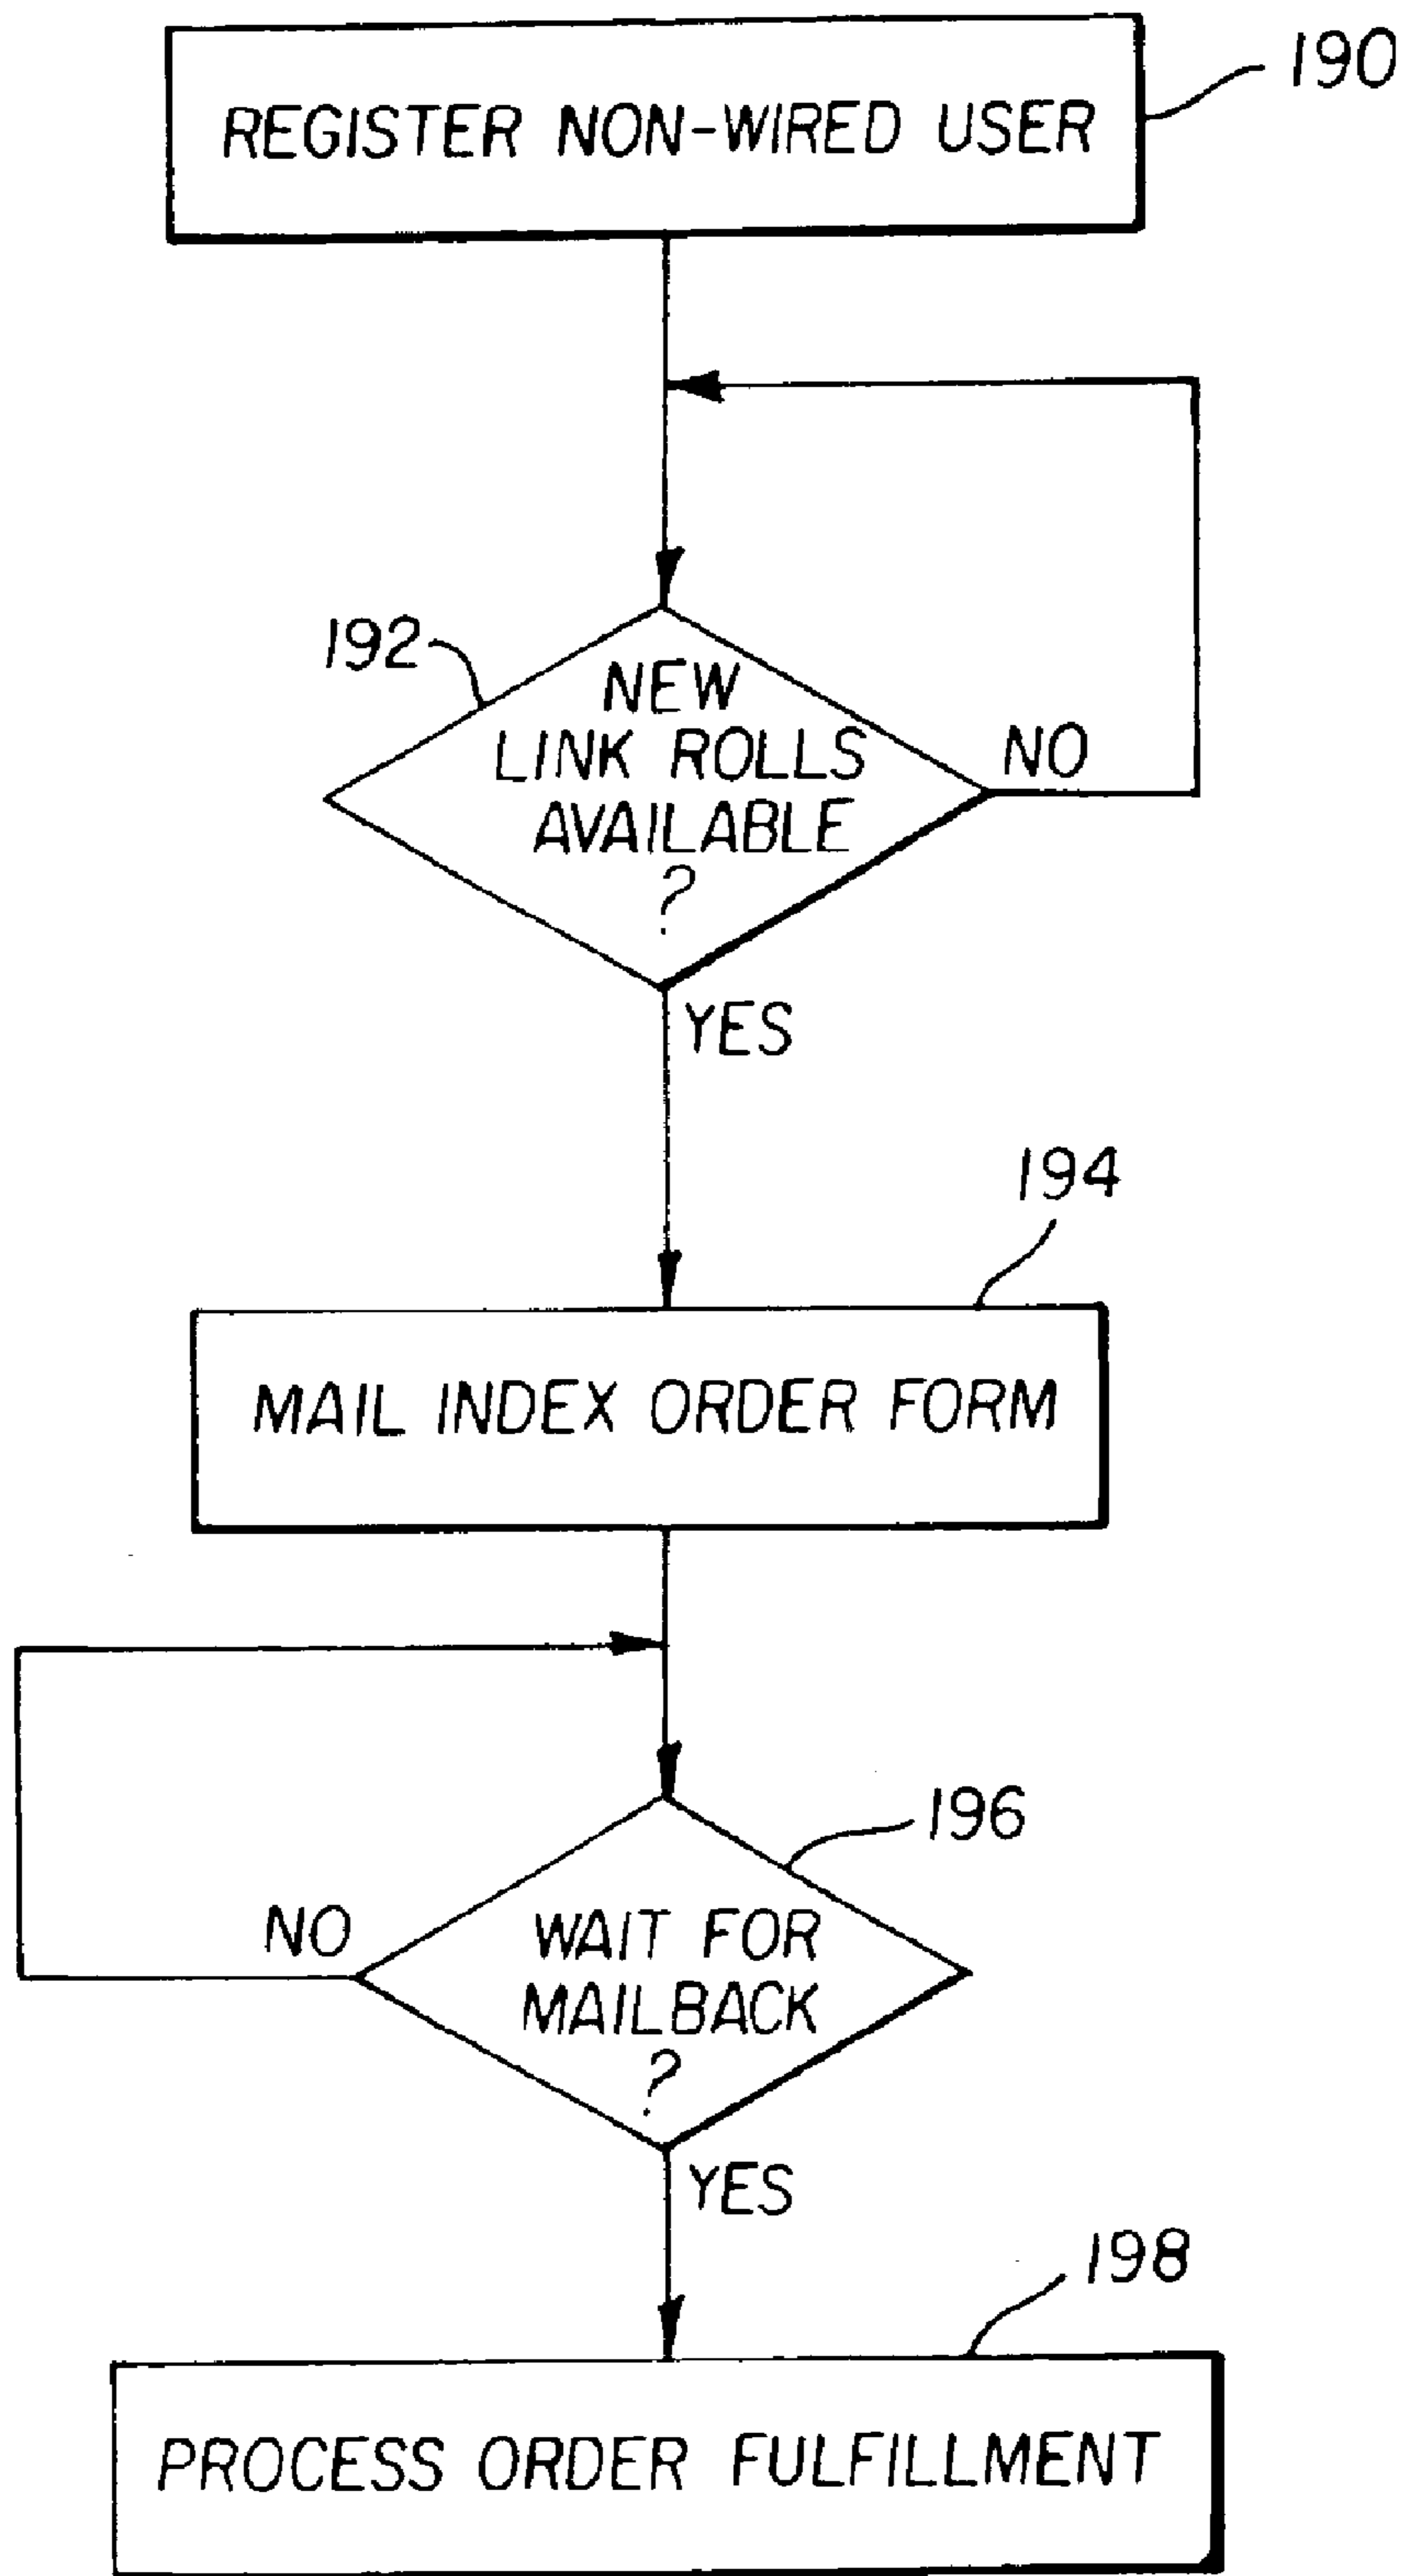 190
REGISTER NON-WIRED USER
192
NEW
LINK ROLLS
AVAILABLE
?
NO
YES
194
MAIL INDEX ORDER FORM
196
NO
WAIT FOR
MAILBACK
?
YES
198
PROCESS ORDER FULFILLMENT